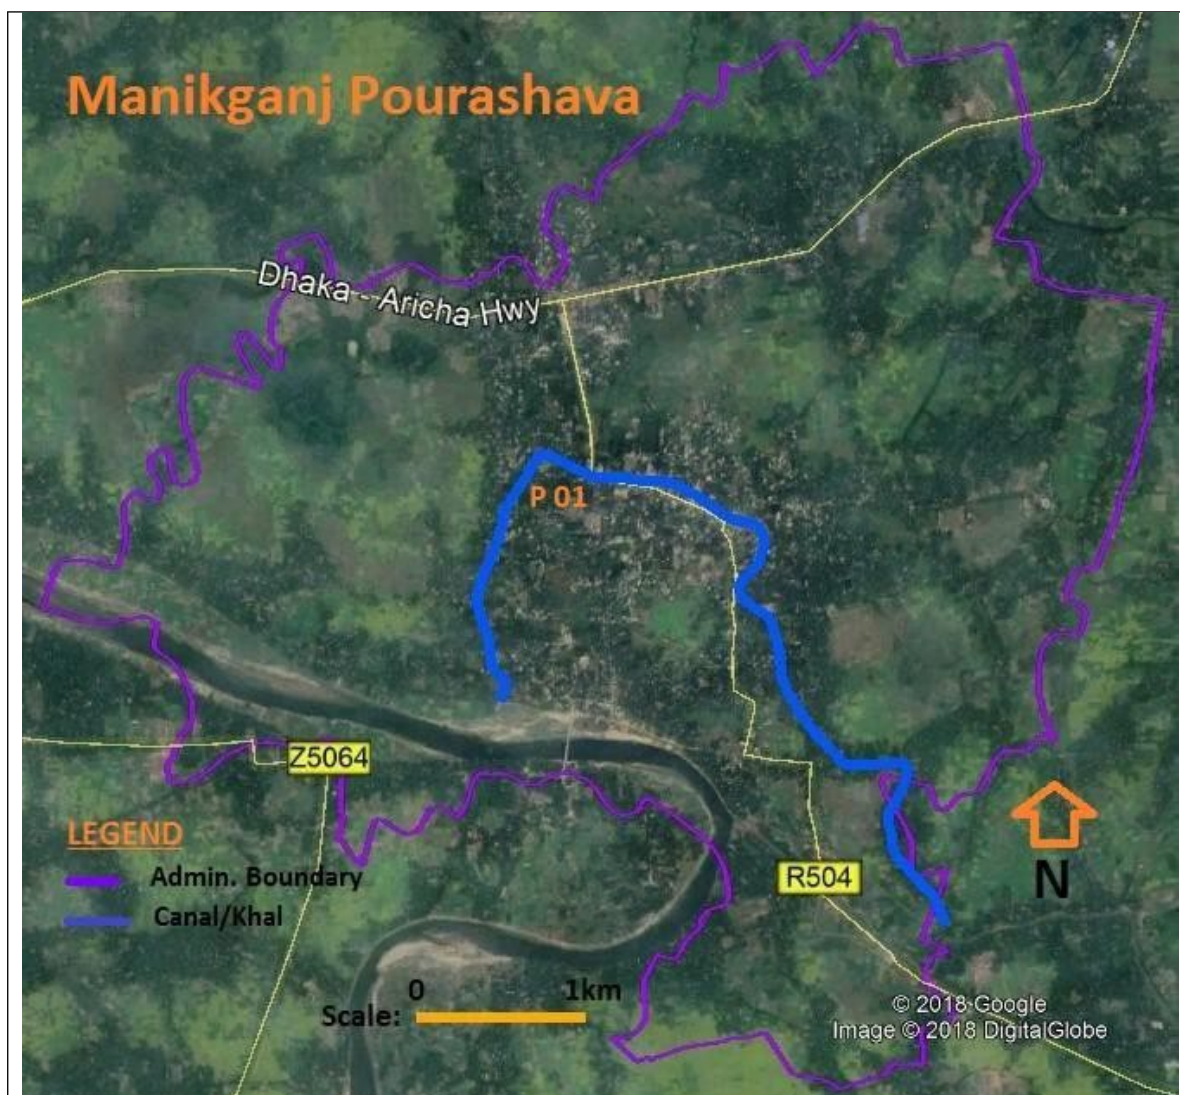 Manikganj Pourashava
Dhaka - Aricha Hwy
P 01
Z5064
LEGEND
Admin. Boundary
Canal/Khal
R504
N
0 1km
Scale:
© 2018 Google
Image © 2018 DigitalGlobe